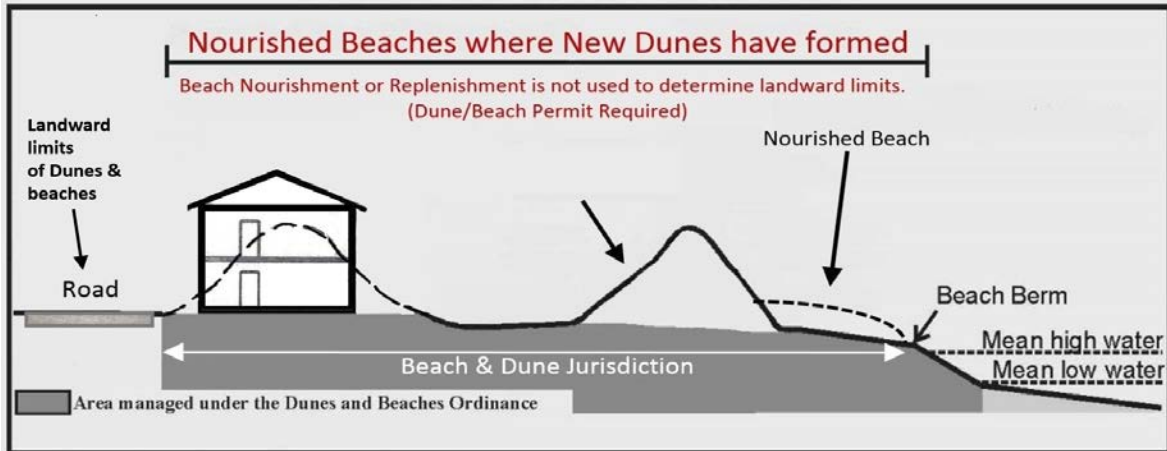 Nourished Beaches where New Dunes have formed
Beach Nourishment or Replenishment is not used to determine landward limits.
(Dune/Beach Permit Required)
Landward
limits
of Dunes &
beaches
Nourished Beach
Road
Beach Berm
Mean high water
Mean low water
Beach & Dune Jurisdiction
Area managed under the Dunes and Beaches Ordinance